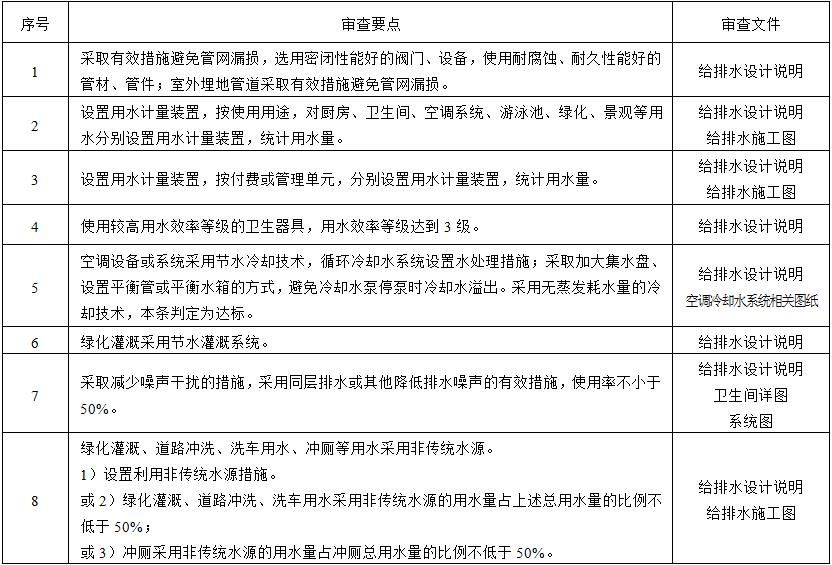 序号 审查要点 审查文件
1 采取有效措施避免管网漏损，选用密闭性能好的阀门、设备，使用耐腐蚀、耐久性能好的 给排水设计说明
管材、管件；室外埋地管道采取有效措施避免管网漏损。
2 设置用水计量装置，按使用用途，对厨房、卫生间、空调系统、游泳池、绿化、景观等用 给排水设计说明
水分别设置用水计量装置，统计用水量。 给排水施工图
3 设置用水计量装置，按付费或管理单元，分别设置用水计量装置，统计用水量。 给排水设计说明
给排水施工图
4 使用较高用水效率等级的卫生器具，用水效率等级达到 3 级。 给排水设计说明
5 空调设备或系统采用节水冷却技术，循环冷却水系统设置水处理措施；采取加大集水盘、 给排水设计说明
设置平衡管或平衡水箱的方式，避免冷却水泵停泵时冷却水溢出。采用无蒸发耗水量的冷 空调冷却水系统相关图纸
却技术，本条判定为达标。
6 绿化灌溉采用节水灌溉系统。 给排水设计说明
7 采取减少噪声干扰的措施，采用同层排水或其他降低排水噪声的有效措施，使用率不小于 给排水设计说明
50%。 卫生间详图
系统图
8 绿化灌溉、道路冲洗、洗车用水、冲厕等用水采用非传统水源。 给排水设计说明
1）设置利用非传统水源措施。 给排水施工图
或 2）绿化灌溉、道路冲洗、洗车用水采用非传统水源的用水量占上述总用水量的比例不
低于 50%；
或 3）冲厕采用非传统水源的用水量占冲厕总用水量的比例不低于 50%。